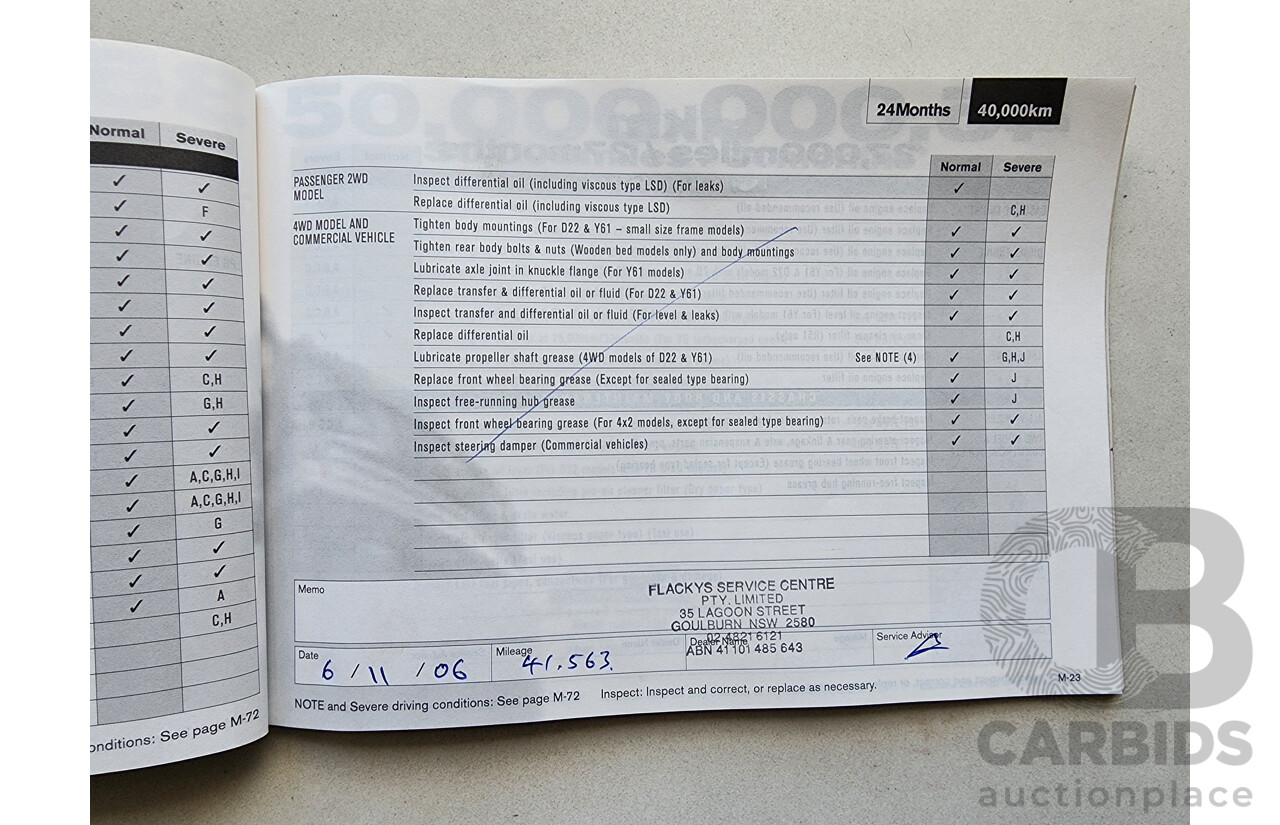 Normal Severe
✓ ✓
✓ F
✓ ✓
✓ ✓
✓ ✓
✓ ✓
✓ ✓
✓ ✓
✓ C,H
✓ G,H
✓ ✓
✓ ✓
✓ A,C,G,H,I
✓ A,C,G,H,I
✓ G
✓ ✓
✓ ✓
✓ A
C,H
onditions: See page M-72
24Months 40,000km
Normal Severe
PASSENGER 2WD MODEL
Inspect differential oil (including viscous type LSD) (For leaks) ✓
Replace differential oil (including viscous type LSD) C,H
4WD MODEL AND COMMERCIAL VEHICLE
Tighten body mountings (For D22 & Y61 – small size frame models) ✓ ✓
Tighten rear body bolts & nuts (Wooden bed models only) and body mountings ✓ ✓
Lubricate axle joint in knuckle flange (For Y61 models) ✓ ✓
Replace transfer & differential oil or fluid (For D22 & Y61) ✓ ✓
Inspect transfer and differential oil or fluid (For level & leaks) ✓ ✓
Replace differential oil C,H
Lubricate propeller shaft grease (4WD models of D22 & Y61) See NOTE (4) ✓ G,H,J
Replace front wheel bearing grease (Except for sealed type bearing) ✓ J
Inspect free-running hub grease ✓ J
Inspect front wheel bearing grease (For 4x2 models, except for sealed type bearing) ✓ ✓
Inspect steering damper (Commercial vehicles) ✓ ✓
Memo
FLACKYS SERVICE CENTRE
PTY. LIMITED
35 LAGOON STREET
GOULBURN NSW 2580
02 4821 6121
ABN 41 101 485 643
Date 6 / 11 / 06
Mileage 41,563.
Dealer Name
Service Advisor
NOTE and Severe driving conditions: See page M-72 Inspect: Inspect and correct, or replace as necessary.
M-23
CB
CARBIDS
auctionplace